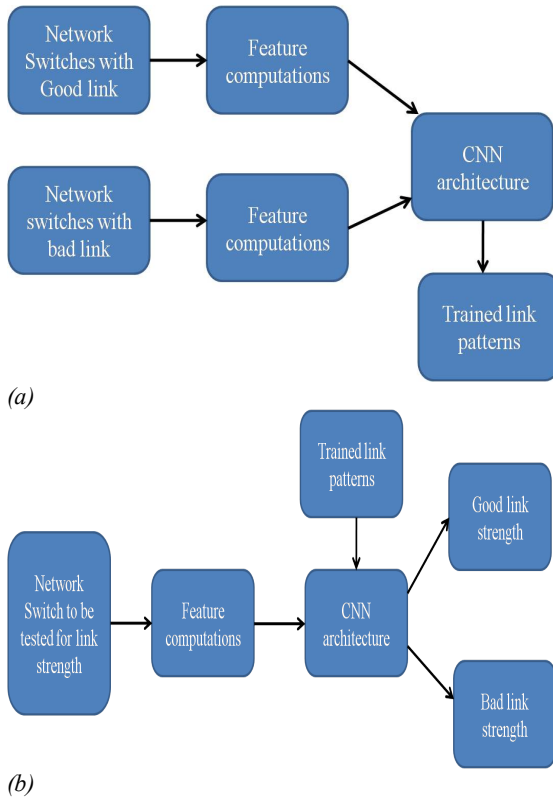 Network
Switches with
Good link
Feature
computations
CNN
architecture
Network
switches with
bad link
Feature
computations
Trained link
patterns
(a)
Trained link
patterns
Good link
strength
Network
Switch to be
tested for link
strength
Feature
computations
CNN
architecture
Bad link
strength
(b)